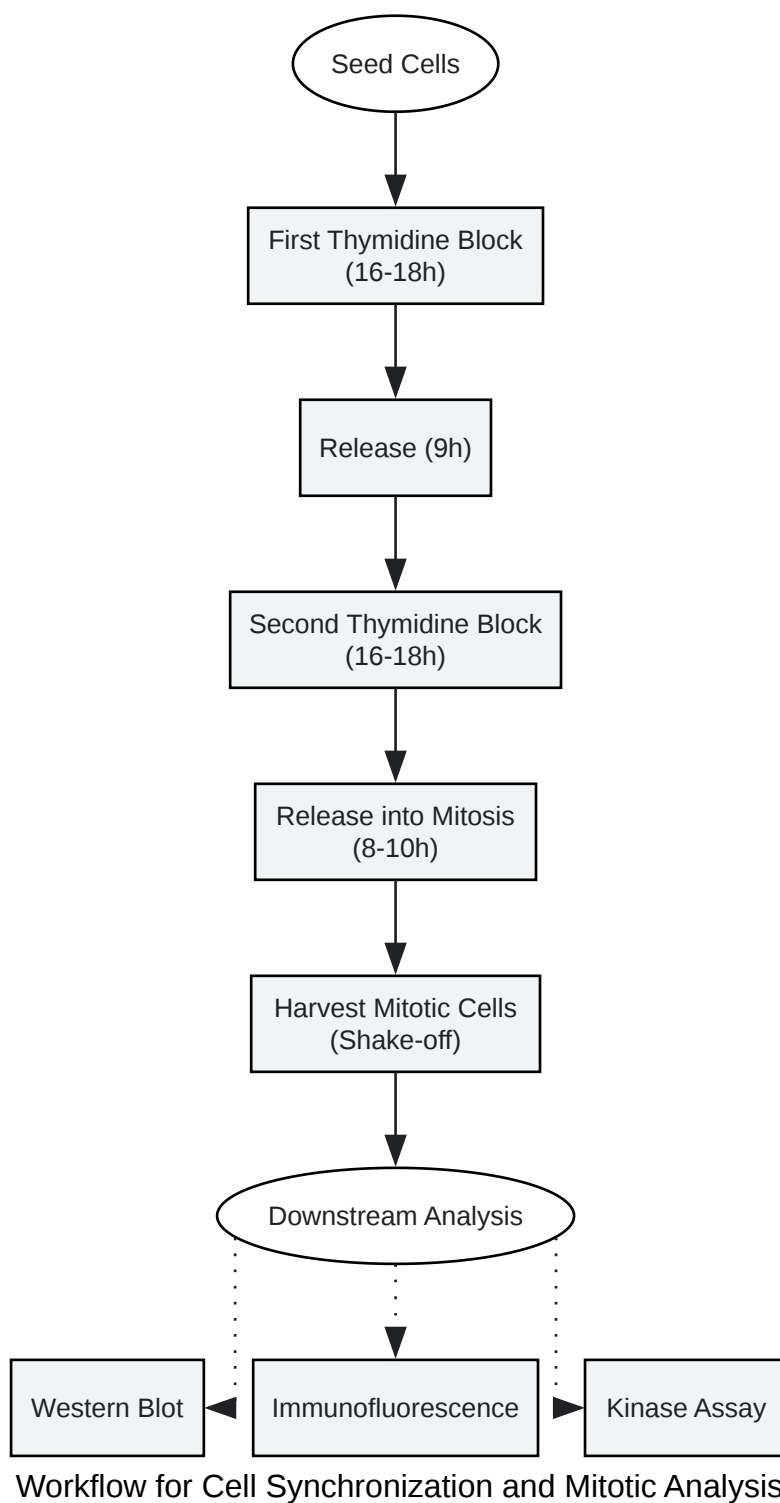 Seed Cells
First Thymidine Block
(16-18h)
Release (9h)
Second Thymidine Block
(16-18h)
Release into Mitosis
(8-10h)
Harvest Mitotic Cells
(Shake-off)
Downstream Analysis
Western Blot
Immunofluorescence
Kinase Assay
Workflow for Cell Synchronization and Mitotic Analysis